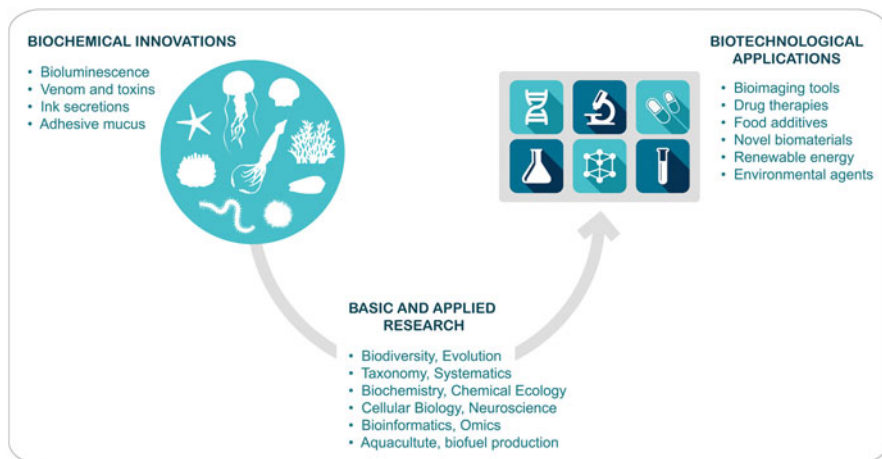 BIOCHEMICAL INNOVATIONS
• Bioluminescence
• Venom and toxins
• Ink secretions
• Adhesive mucus
BIOTECHNOLOGICAL
APPLICATIONS
• Bioimaging tools
• Drug therapies
• Food additives
• Novel biomaterials
• Renewable energy
• Environmental agents
BASIC AND APPLIED
RESEARCH
• Biodiversity, Evolution
• Taxonomy, Systematics
• Biochemistry, Chemical Ecology
• Cellular Biology, Neuroscience
• Bioinformatics, Omics
• Aquacultute, biofuel production